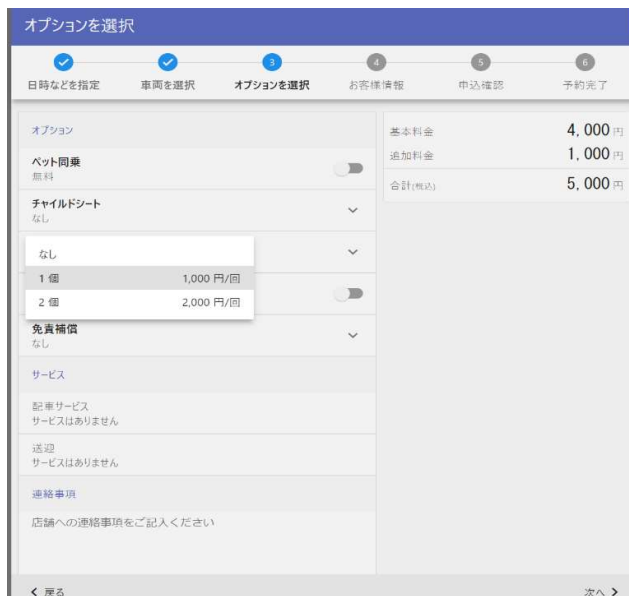 オプションを選択
3
4
5
6
日時などを指定
車両を選択
オプションを選択
お客様情報
申込確認
予約完了
オプション
ペット同乗
無料
チャイルドシート
なし
なし
1 個 1,000 円/回
2 個 2,000 円/回
免責補償
なし
サービス
配車サービス
サービスはありません
送迎
サービスはありません
連絡事項
店舗への連絡事項をご記入ください
基本料金 4,000 円
追加料金 1,000 円
合計(税込) 5,000 円
戻る
次へ